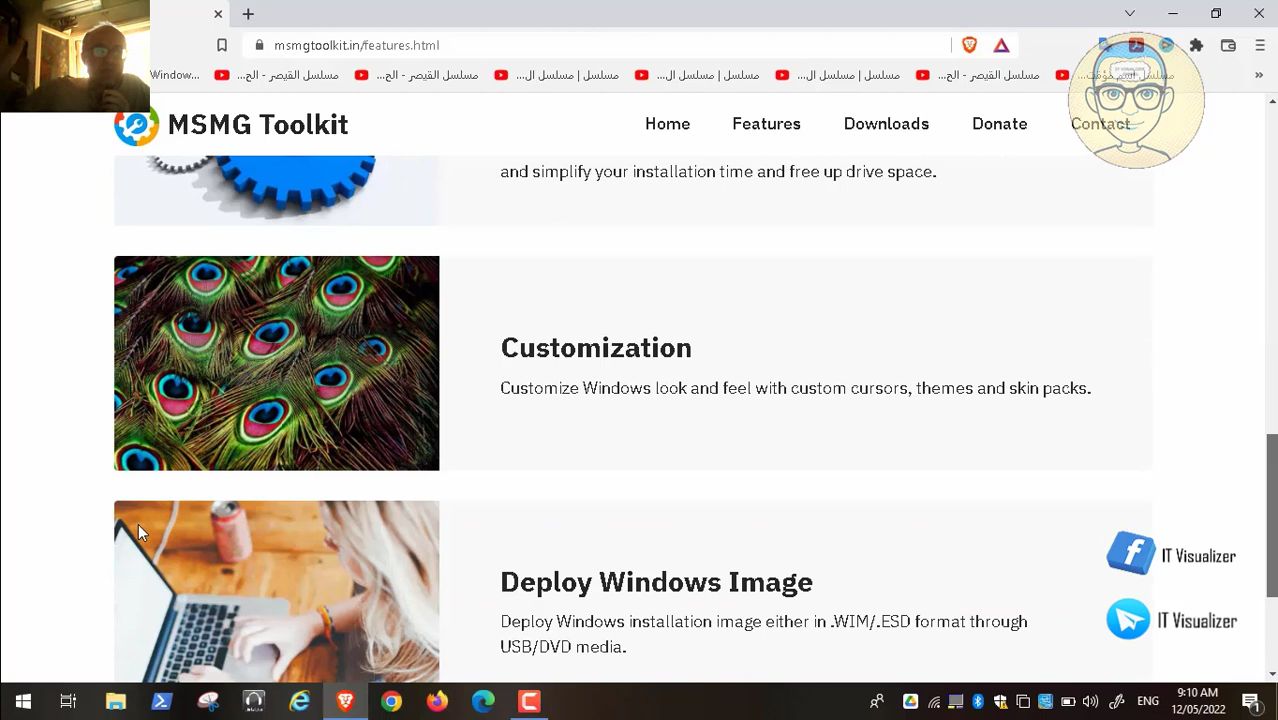 msmgtoolkit.in/features.html
Window...
مسلسل القيصر - الح...
مسلسل القيصر - الح...
مسلسل | مسلسل ال...
مسلسل | مسلسل ال...
مسلسل | مسلسل ال...
مسلسل القيصر - الح...
MSMG Toolkit
Home
Features
Downloads
Donate
Contact
and simplify your installation time and free up drive space.
Customization
Customize Windows look and feel with custom cursors, themes and skin packs.
Deploy Windows Image
Deploy Windows installation image either in .WIM/.ESD format through
USB/DVD media.
IT Visualizer
IT Visualizer
ENG
9:10 AM
12/05/2022